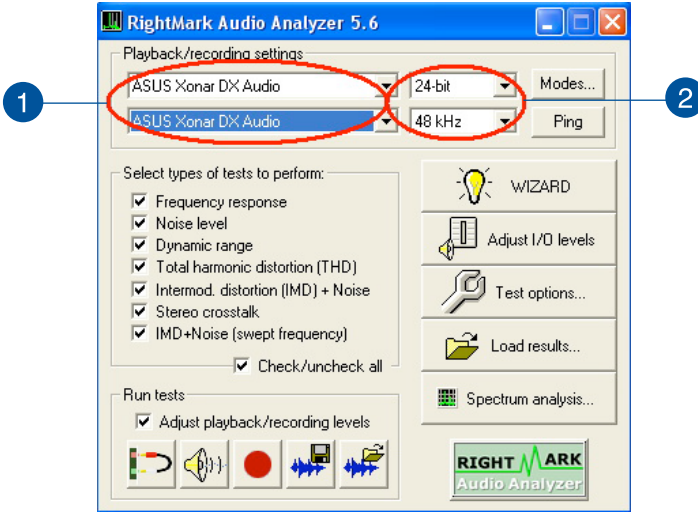 RightMark Audio Analyzer 5.6
Playback/recording settings
ASUS Xonar DX Audio 24-bit Modes...
ASUS Xonar DX Audio 48 kHz Ping
1
2
Select types of tests to perform:
Frequency response
Noise level
Dynamic range
Total harmonic distortion (THD)
Intermod. distortion (IMD) + Noise
Stereo crosstalk
IMD+Noise (swept frequency)
Check/uncheck all
WIZARD
Adjust I/O levels
Test options...
Load results...
Spectrum analysis...
Run tests
Adjust playback/recording levels
RIGHT MARK
Audio Analyzer